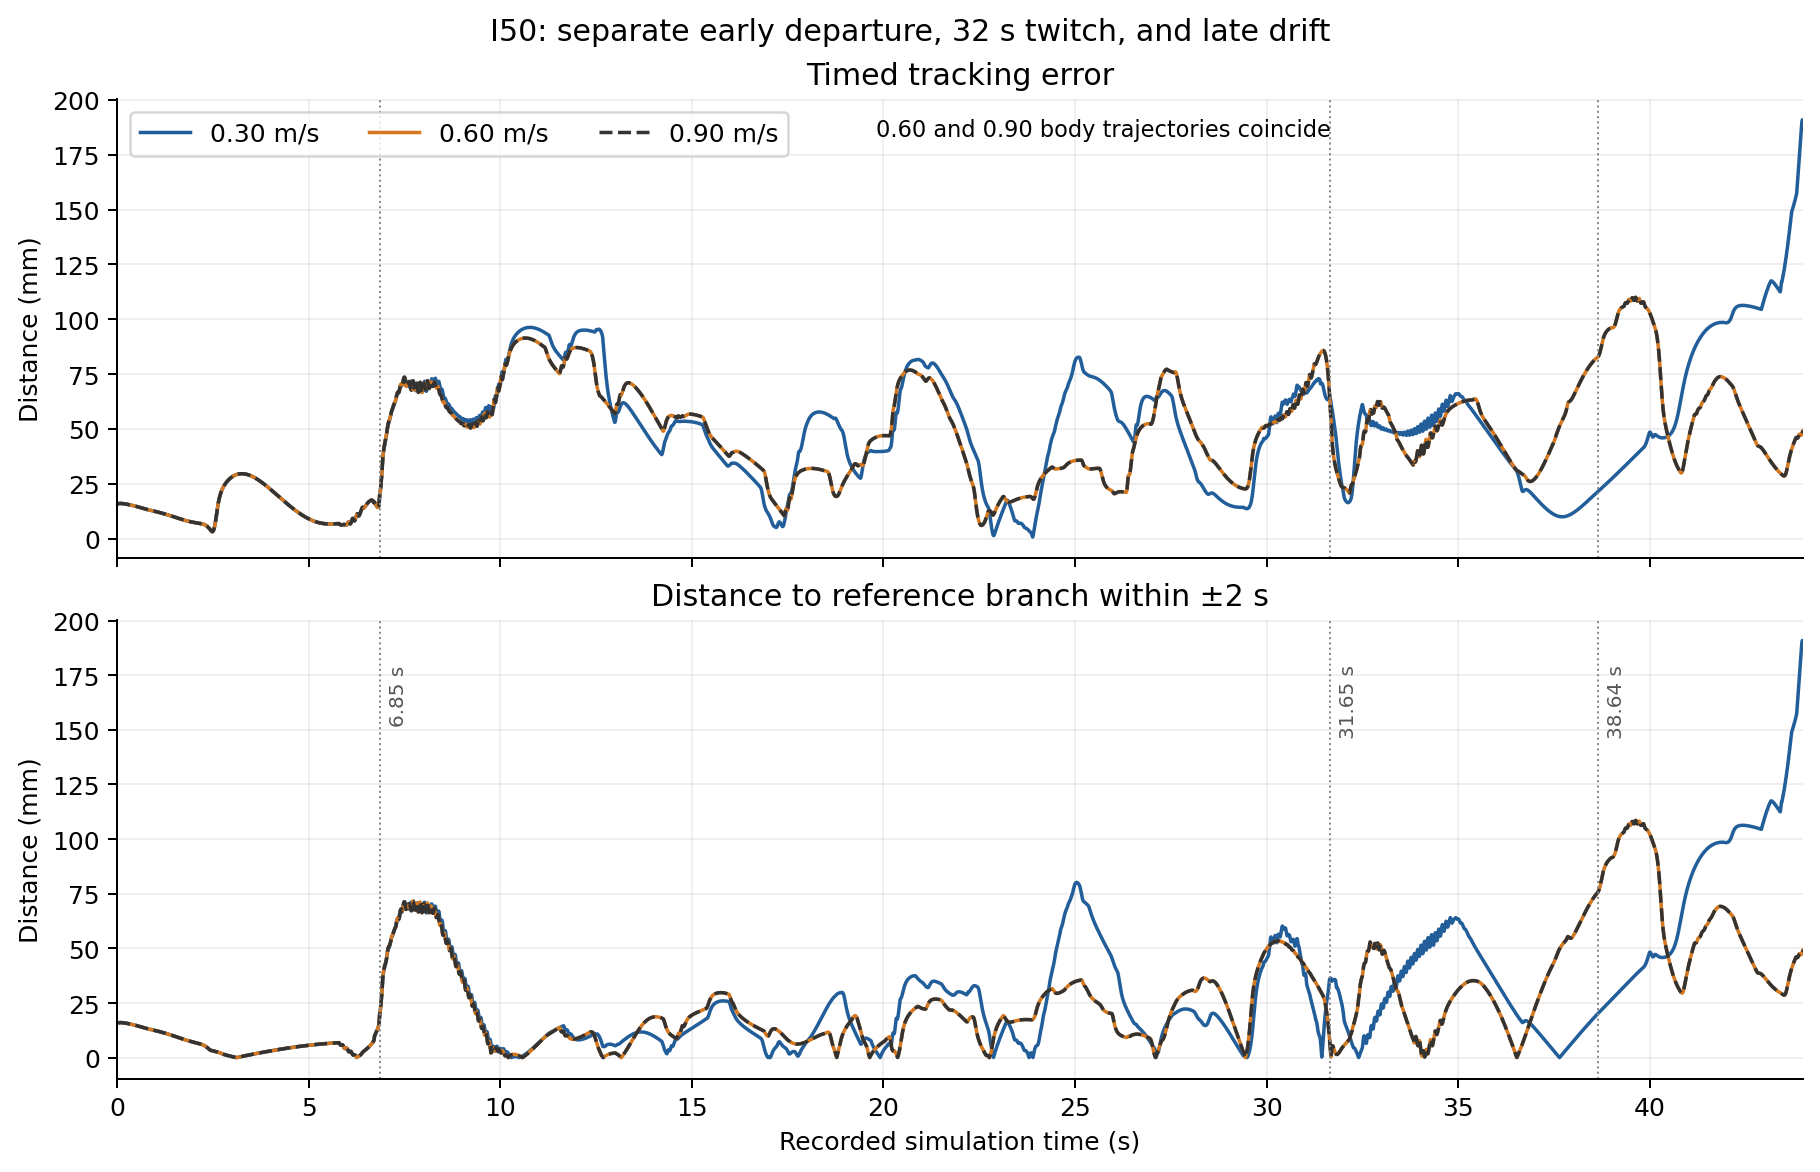 I50: separate early departure, 32 s twitch, and late drift
Timed tracking error
200
175
150
125
100
75
50
25
0
Distance (mm)
0.30 m/s
0.60 m/s
0.90 m/s
0.60 and 0.90 body trajectories coincide
Distance to reference branch within ±2 s
200
175
150
125
100
75
50
25
0
Distance (mm)
6.85 s
31.65 s
38.64 s
0
5
10
15
20
25
30
35
40
Recorded simulation time (s)